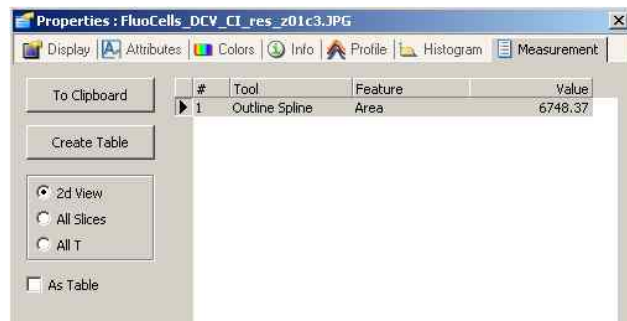 Properties : FluoCells_DCV_CI_res_z01c3.JPG
Display Attributes Colors Info Profile Histogram Measurement
To Clipboard
Create Table
2d View
All Slices
All T
As Table
# Tool Feature Value
1 Outline Spline Area 6748.37